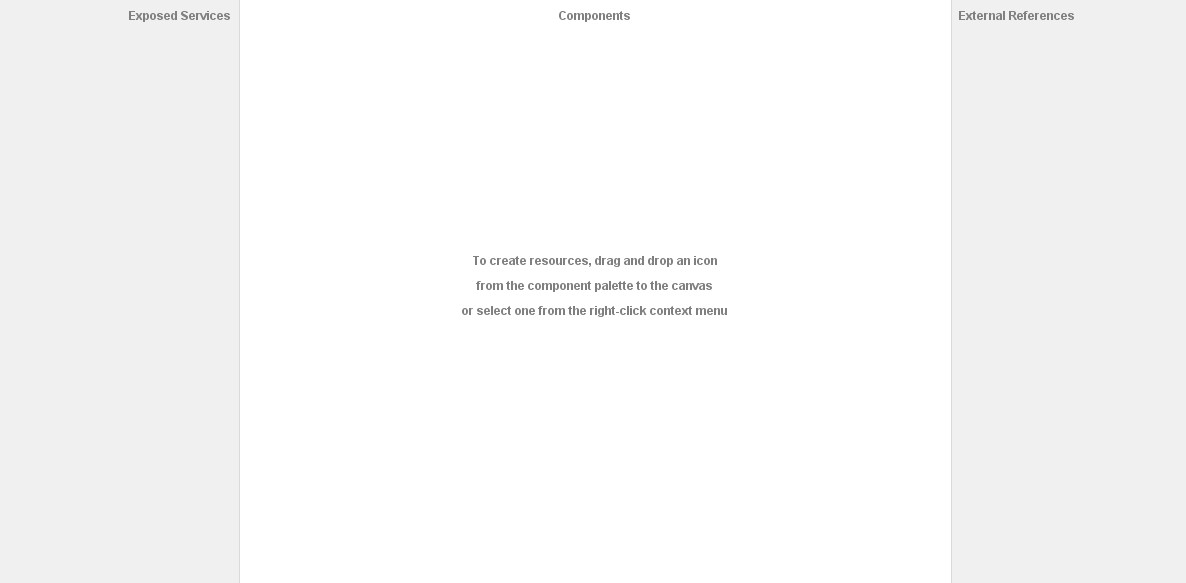 Exposed Services
Components
External References
To create resources, drag and drop an icon
from the component palette to the canvas
or select one from the right-click context menu